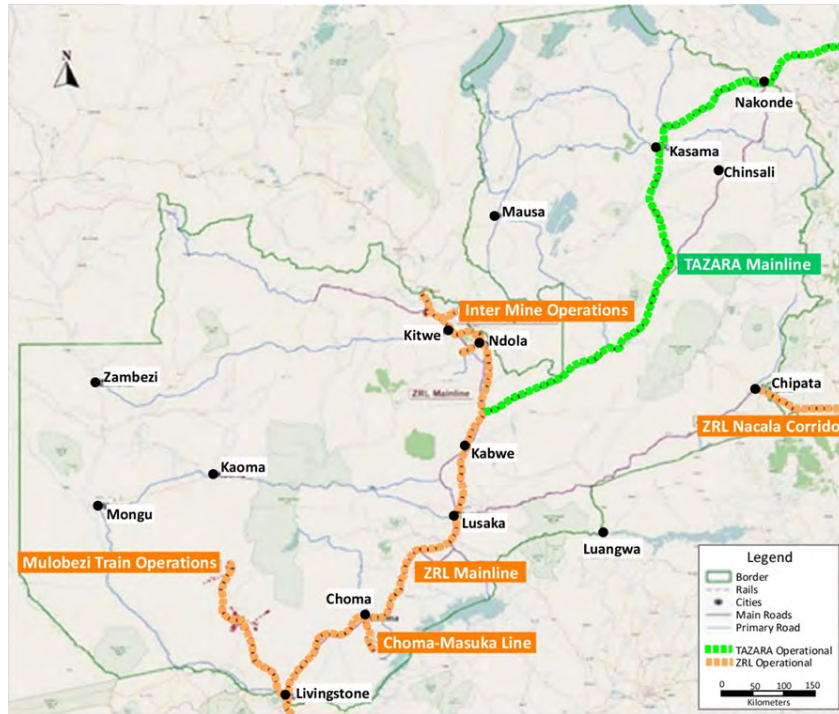 N
Nakonde
Kasama
Chinsali
Mausa
TAZARA Mainline
Inter Mine Operations
Kitwe
Ndola
Zambezi
Chipata
ZRL Mainline
ZRL Nacala Corrido
Kabwe
Kaoma
Mongu
Lusaka
Luangwa
Mulobezi Train Operations
ZRL Mainline
Choma
Choma-Masuka Line
Livingstone
Legend
Border
Rails
Cities
Main Roads
Primary Road
TAZARA Operational
ZRL Operational
0 50 100 150
Kilometers